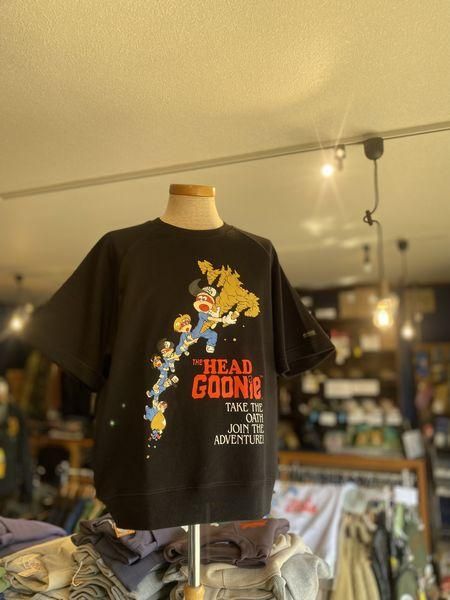 THE HEAD
GOONIE
TAKE THE
OATH
JOIN THE
ADVENTURE!